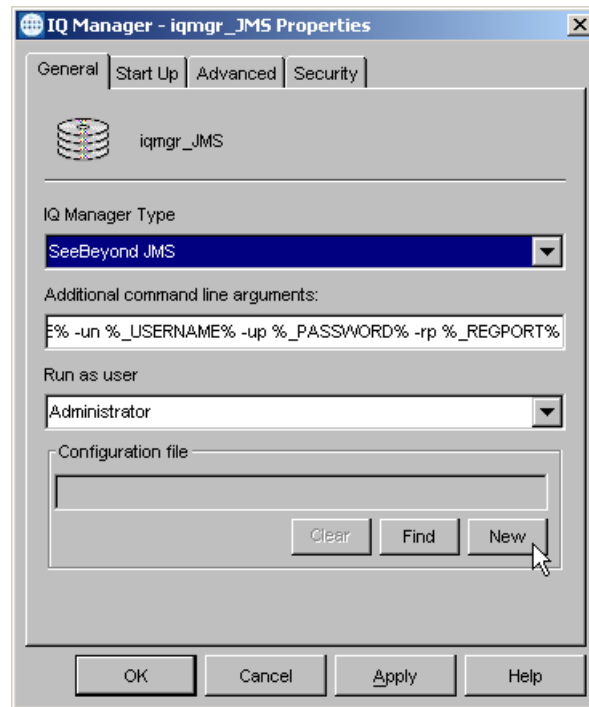 IQ Manager - iqmgr_JMS Properties
General Start Up Advanced Security
iqmgr_JMS
IQ Manager Type
SeeBeyond JMS
Additional command line arguments:
E% -un %_USERNAME% -up %_PASSWORD% -rp %_REGPORT%
Run as user
Administrator
Configuration file
Clear Find New
OK Cancel Apply Help